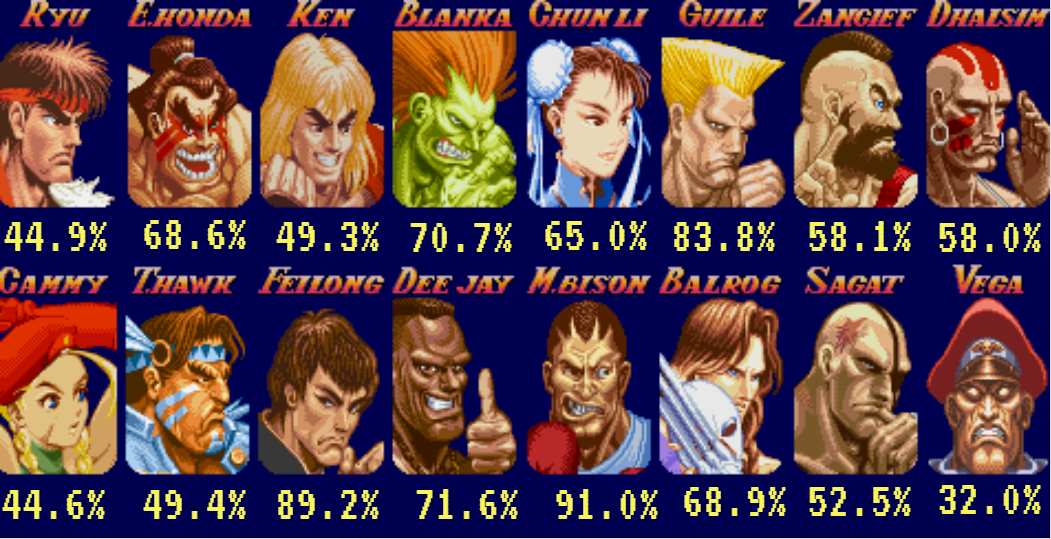 RYU E.HONDA KEN BLANKA CHUN LI GUILE ZANGIEF DHALSIM
44.9% 68.6% 49.3% 70.7% 65.0% 83.8% 58.1% 58.0%
CAMMY T.HAWK FEILONG DEE JAY M.BISON BALROG SAGAT VEGA
44.6% 49.4% 89.2% 71.6% 91.0% 68.9% 52.5% 32.0%